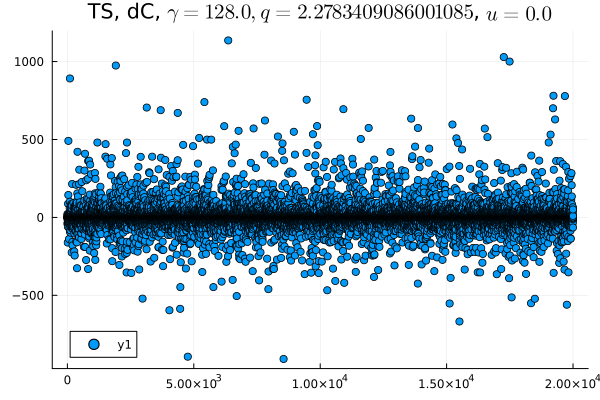 TS, dC, γ = 128.0, q = 2.2783409086001085, u = 0.0
1000
500
0
−500
y1
0 5.00×10³ 1.00×10⁴ 1.50×10⁴ 2.00×10⁴